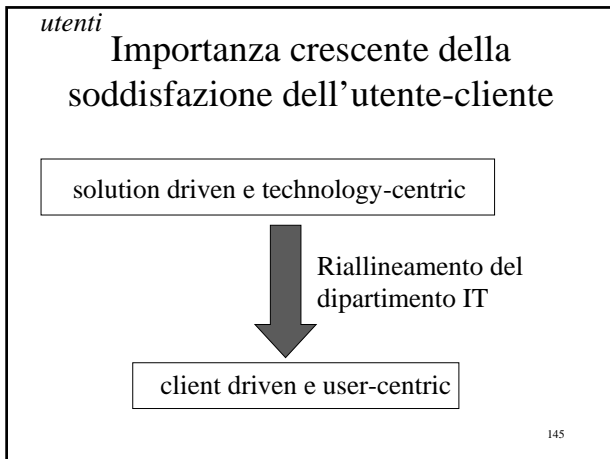 utenti
Importanza crescente della
soddisfazione dell'utente-cliente
solution driven e technology-centric
Riallineamento del
dipartimento IT
client driven e user-centric
145